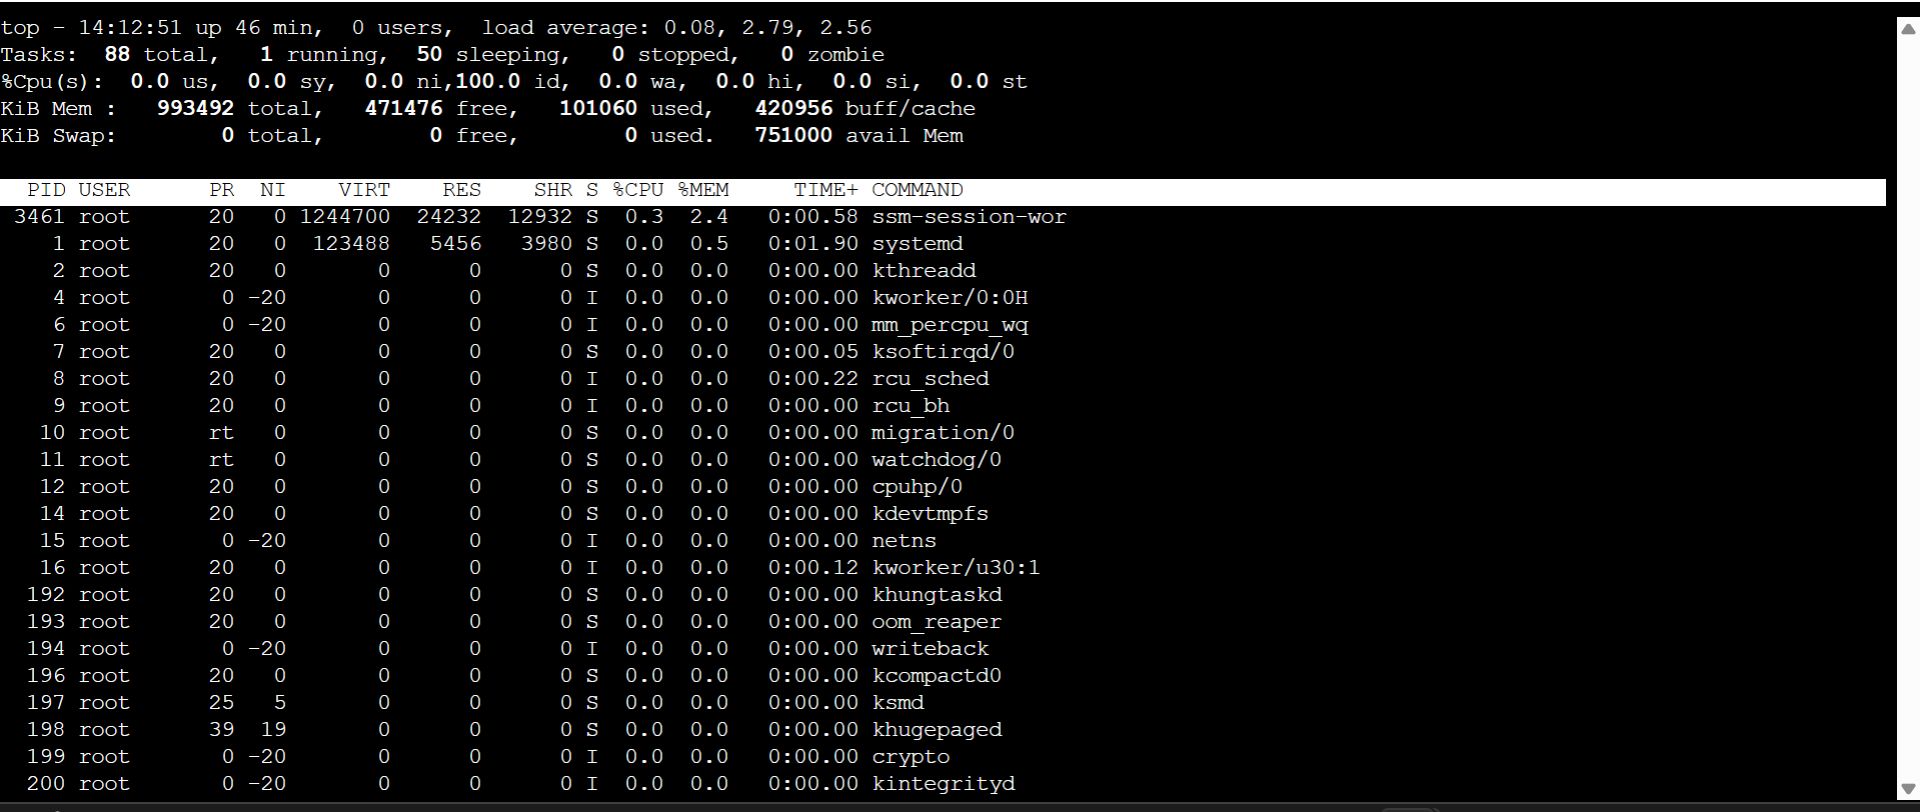 top - 14:12:51 up 46 min,  0 users,  load average: 0.08, 2.79, 2.56
Tasks:  88 total,   1 running,  50 sleeping,   0 stopped,   0 zombie
%Cpu(s):  0.0 us,  0.0 sy,  0.0 ni,100.0 id,  0.0 wa,  0.0 hi,  0.0 si,  0.0 st
KiB Mem :   993492 total,   471476 free,   101060 used,   420956 buff/cache
KiB Swap:        0 total,        0 free,        0 used.   751000 avail Mem
  PID USER      PR  NI    VIRT    RES    SHR S %CPU %MEM     TIME+ COMMAND
 3461 root      20   0 1244700  24232  12932 S  0.3  2.4   0:00.58 ssm-session-wor
    1 root      20   0  123488   5456   3980 S  0.0  0.5   0:01.90 systemd
    2 root      20   0       0      0      0 S  0.0  0.0   0:00.00 kthreadd
    4 root       0 -20       0      0      0 I  0.0  0.0   0:00.00 kworker/0:0H
    6 root       0 -20       0      0      0 I  0.0  0.0   0:00.00 mm_percpu_wq
    7 root      20   0       0      0      0 S  0.0  0.0   0:00.05 ksoftirqd/0
    8 root      20   0       0      0      0 I  0.0  0.0   0:00.22 rcu_sched
    9 root      20   0       0      0      0 I  0.0  0.0   0:00.00 rcu_bh
   10 root      rt   0       0      0      0 S  0.0  0.0   0:00.00 migration/0
   11 root      rt   0       0      0      0 S  0.0  0.0   0:00.00 watchdog/0
   12 root      20   0       0      0      0 S  0.0  0.0   0:00.00 cpuhp/0
   14 root      20   0       0      0      0 S  0.0  0.0   0:00.00 kdevtmpfs
   15 root       0 -20       0      0      0 I  0.0  0.0   0:00.00 netns
   16 root      20   0       0      0      0 I  0.0  0.0   0:00.12 kworker/u30:1
  192 root      20   0       0      0      0 S  0.0  0.0   0:00.00 khungtaskd
  193 root      20   0       0      0      0 S  0.0  0.0   0:00.00 oom_reaper
  194 root       0 -20       0      0      0 I  0.0  0.0   0:00.00 writeback
  196 root      20   0       0      0      0 S  0.0  0.0   0:00.00 kcompactd0
  197 root      25   5       0      0      0 S  0.0  0.0   0:00.00 ksmd
  198 root      39  19       0      0      0 S  0.0  0.0   0:00.00 khugepaged
  199 root       0 -20       0      0      0 I  0.0  0.0   0:00.00 crypto
  200 root       0 -20       0      0      0 I  0.0  0.0   0:00.00 kintegrityd